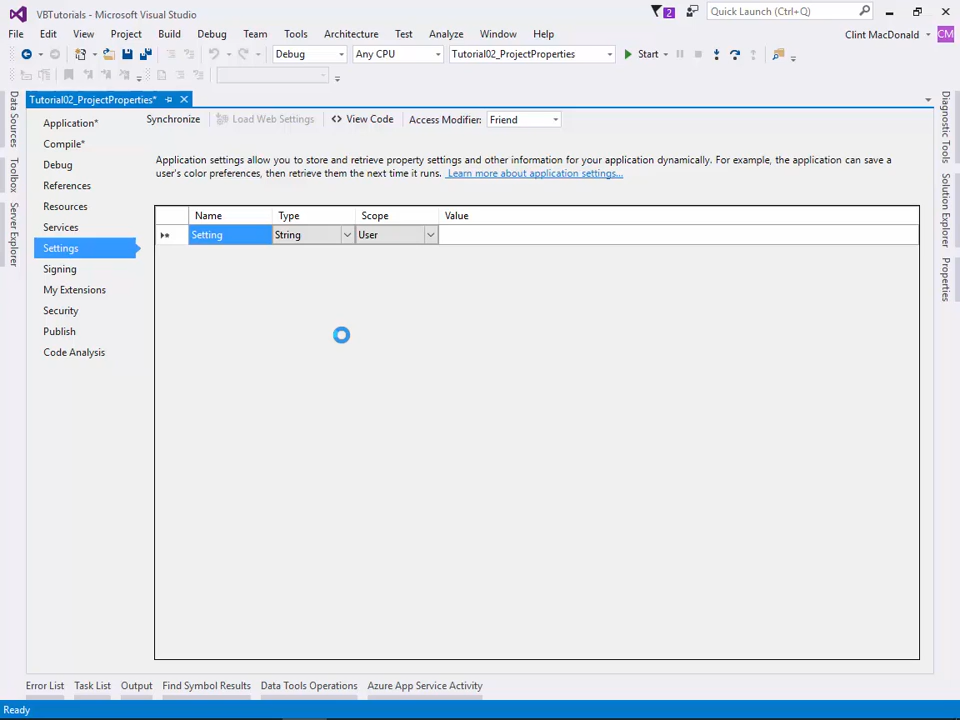 VBTutorials - Microsoft Visual Studio
2
Quick Launch (Ctrl+Q)
File Edit View Project Build Debug Team Tools Architecture Test Analyze Window Help
Clint MacDonald CM
Debug Any CPU Tutorial02_ProjectProperties Start
Tutorial02_ProjectProperties*
Data Sources
Toolbox
Server Explorer
Application*
Compile*
Debug
References
Resources
Services
Settings
Signing
My Extensions
Security
Publish
Code Analysis
Synchronize Load Web Settings View Code Access Modifier: Friend
Application settings allow you to store and retrieve property settings and other information for your application dynamically. For example, the application can save a
user's color preferences, then retrieve them the next time it runs. Learn more about application settings...
Name Type Scope Value
Setting String User
Diagnostic Tools
Solution Explorer
Properties
Error List Task List Output Find Symbol Results Data Tools Operations Azure App Service Activity
Ready